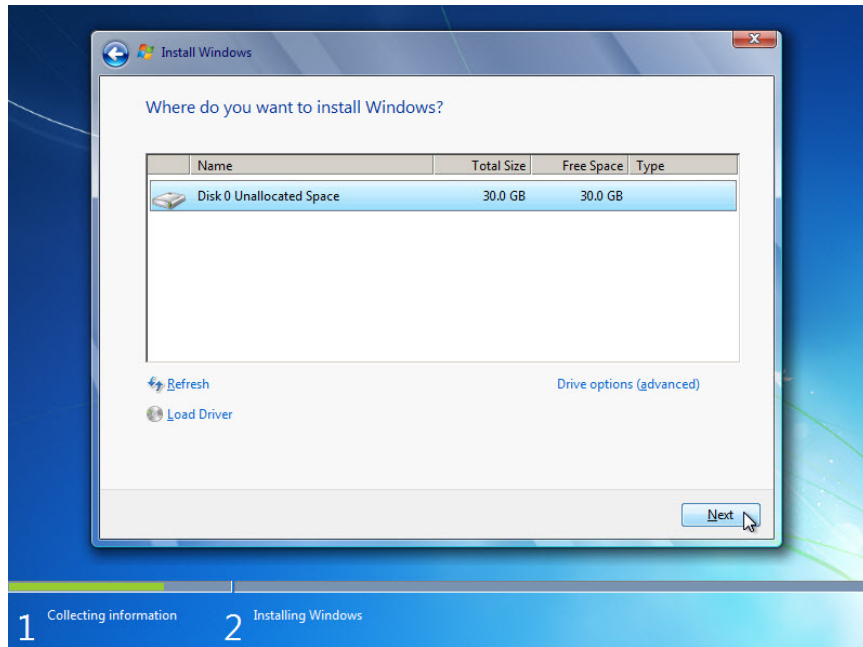 Install Windows
Where do you want to install Windows?
Name Total Size Free Space Type
Disk 0 Unallocated Space 30.0 GB 30.0 GB
Refresh Drive options (advanced)
Load Driver
Next
1 Collecting information 2 Installing Windows